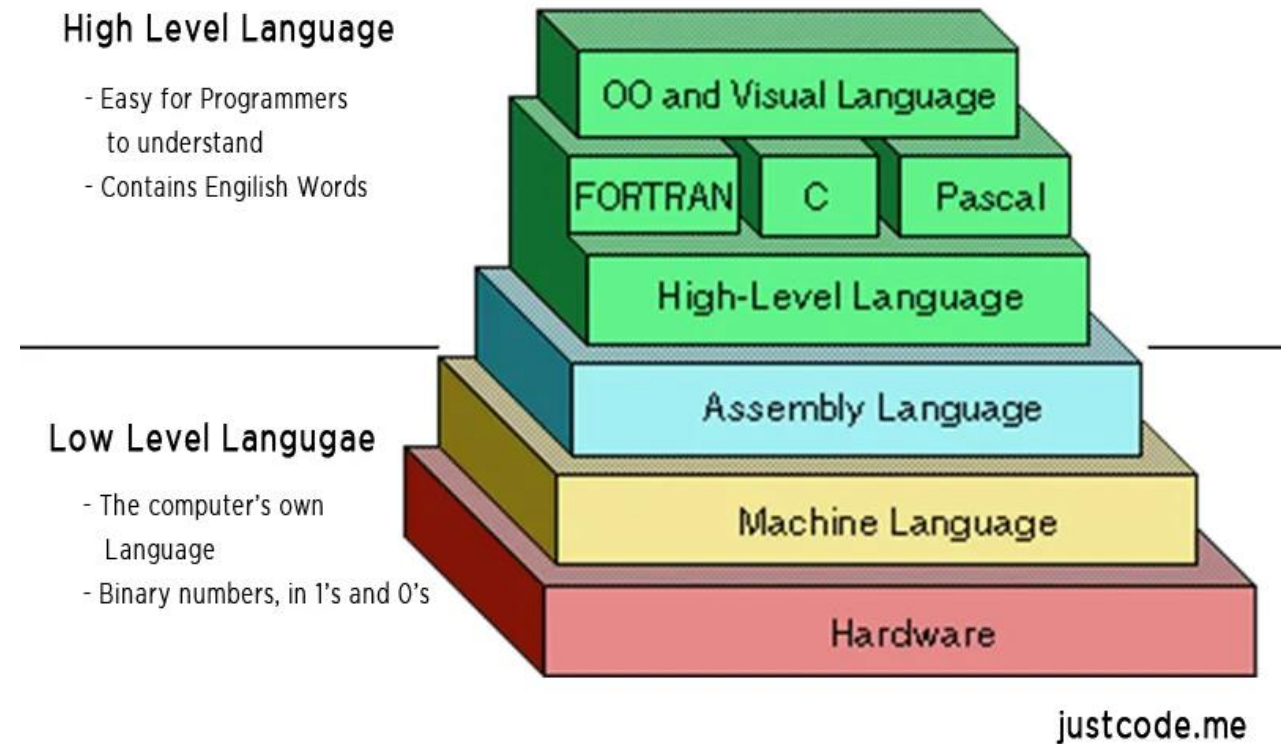 High Level Language
- Easy for Programmers
to understand
- Contains Engilish Words
OO and Visual Language
FORTRAN
C
Pascal
High-Level Language
Assembly Language
Low Level Langugae
- The computer's own
Language
- Binary numbers, in 1's and 0's
Machine Language
Hardware
justcode.me